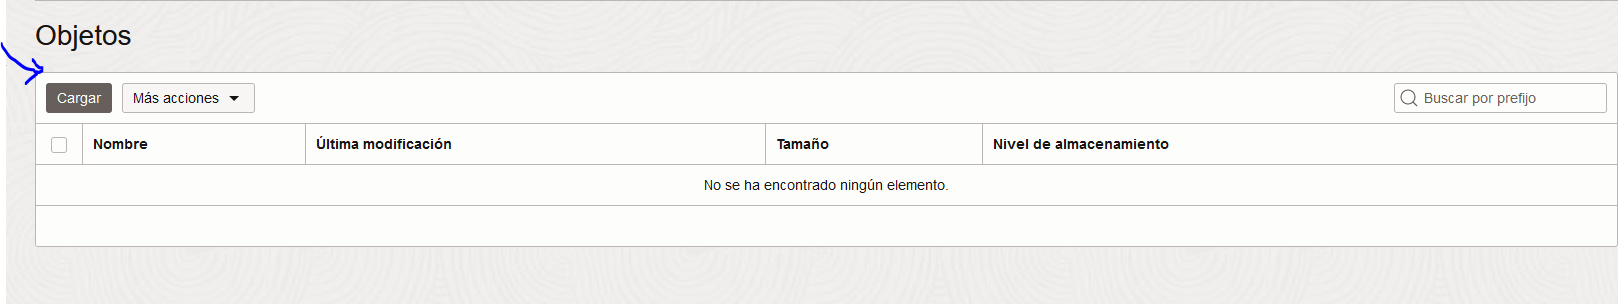 Objetos
Cargar Más acciones Buscar por prefijo
Nombre Última modificación Tamaño Nivel de almacenamiento
No se ha encontrado ningún elemento.